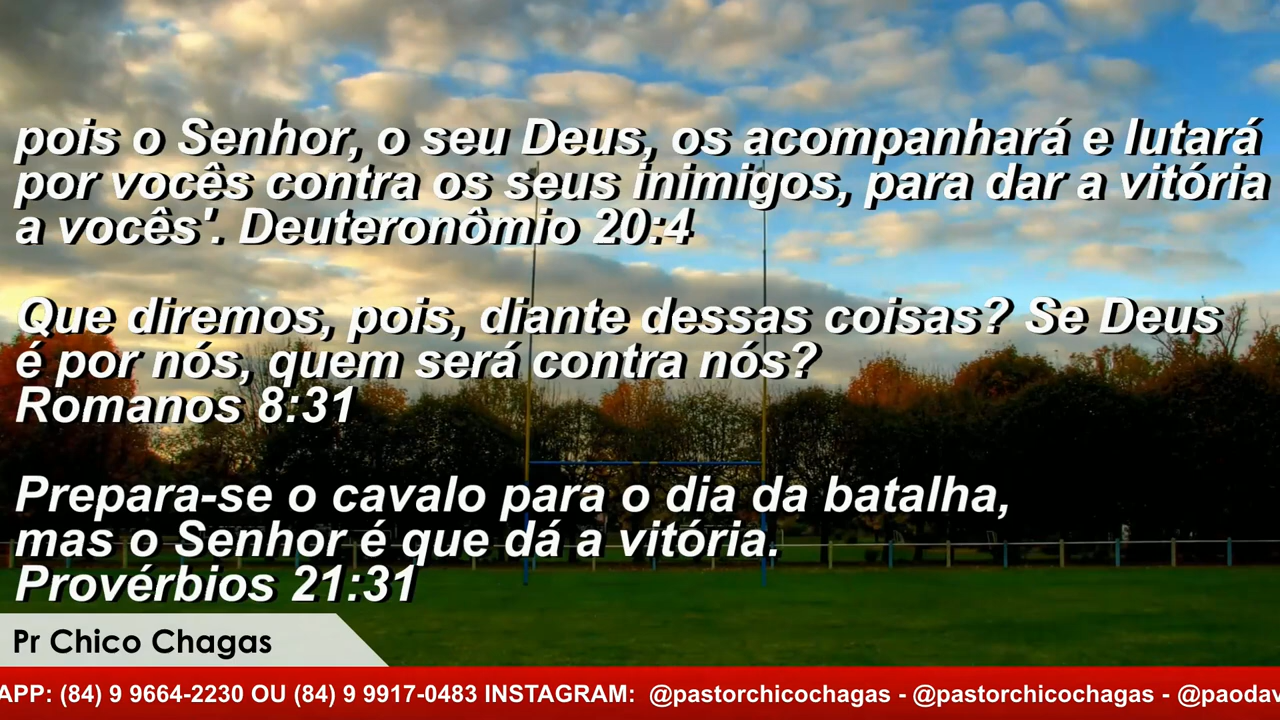 pois o Senhor, o seu Deus, os acompanhará e lutará
por vocês contra os seus inimigos, para dar a vitória
a vocês'. Deuteronômio 20:4
Que diremos, pois, diante dessas coisas? Se Deus
é por nós, quem será contra nós?
Romanos 8:31
Prepara-se o cavalo para o dia da batalha,
mas o Senhor é que dá a vitória.
Provérbios 21:31
Pr Chico Chagas
APP: (84) 9 9664-2230 OU (84) 9 9917-0483 INSTAGRAM: @pastorchicochagas - @pastorchicochagas - @paodav